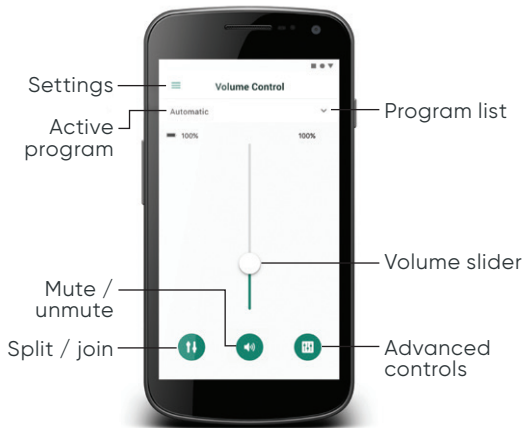 Volume Control
Settings
Automatic
Program list
Active
program
100%
100%
Volume slider
Mute /
unmute
Split / join
Advanced
controls